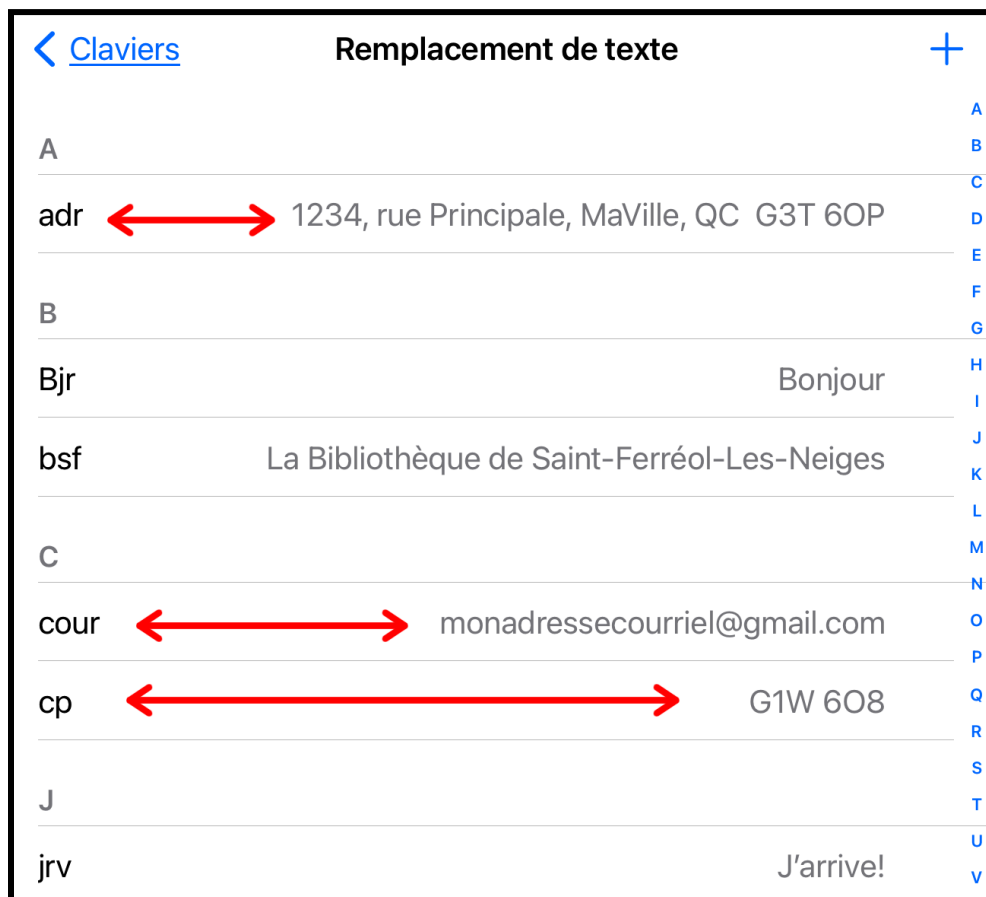 Claviers Remplacement de texte +
A
adr 1234, rue Principale, MaVille, QC  G3T 6OP
B
Bjr Bonjour
bsf La Bibliothèque de Saint-Ferréol-Les-Neiges
C
cour monadressecourriel@gmail.com
cp G1W 6O8
J
jrv J’arrive!
A
B
C
D
E
F
G
H
I
J
K
L
M
N
O
P
Q
R
S
T
U
V